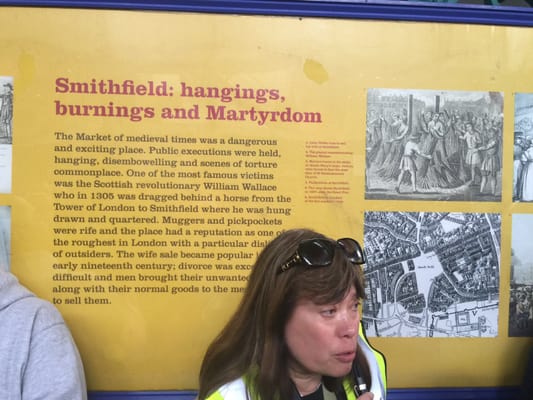 Smithfield: hangings,
burnings and Martyrdom
The Market of medieval times was a dangerous
and exciting place. Public executions were held,
hanging, disembowelling and scenes of torture
commonplace. One of the most famous victims
was the Scottish revolutionary William Wallace
who in 1305 was dragged behind a horse from the
Tower of London to Smithfield where he was hung
drawn and quartered. Muggers and pickpockets
were rife and the place had a reputation as one of
the roughest in London with a particular
of outsiders. The wife sale became popular
early nineteenth century; divorce was
difficult and men brought their
along with their normal goods to the
to sell them.